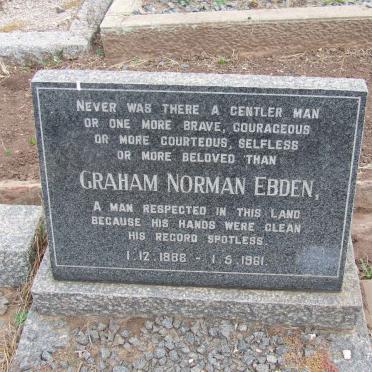 NEVER WAS THERE A GENTLER MAN
OR ONE MORE BRAVE, COURAGEOUS
OR MORE COURTEOUS, SELFLESS
OR MORE BELOVED THAN
GRAHAM NORMAN EBDEN,
A MAN RESPECTED IN THIS LAND
BECAUSE HIS HANDS WERE CLEAN
HIS RECORD SPOTLESS.
1.12.1886 - 1.5.1961.